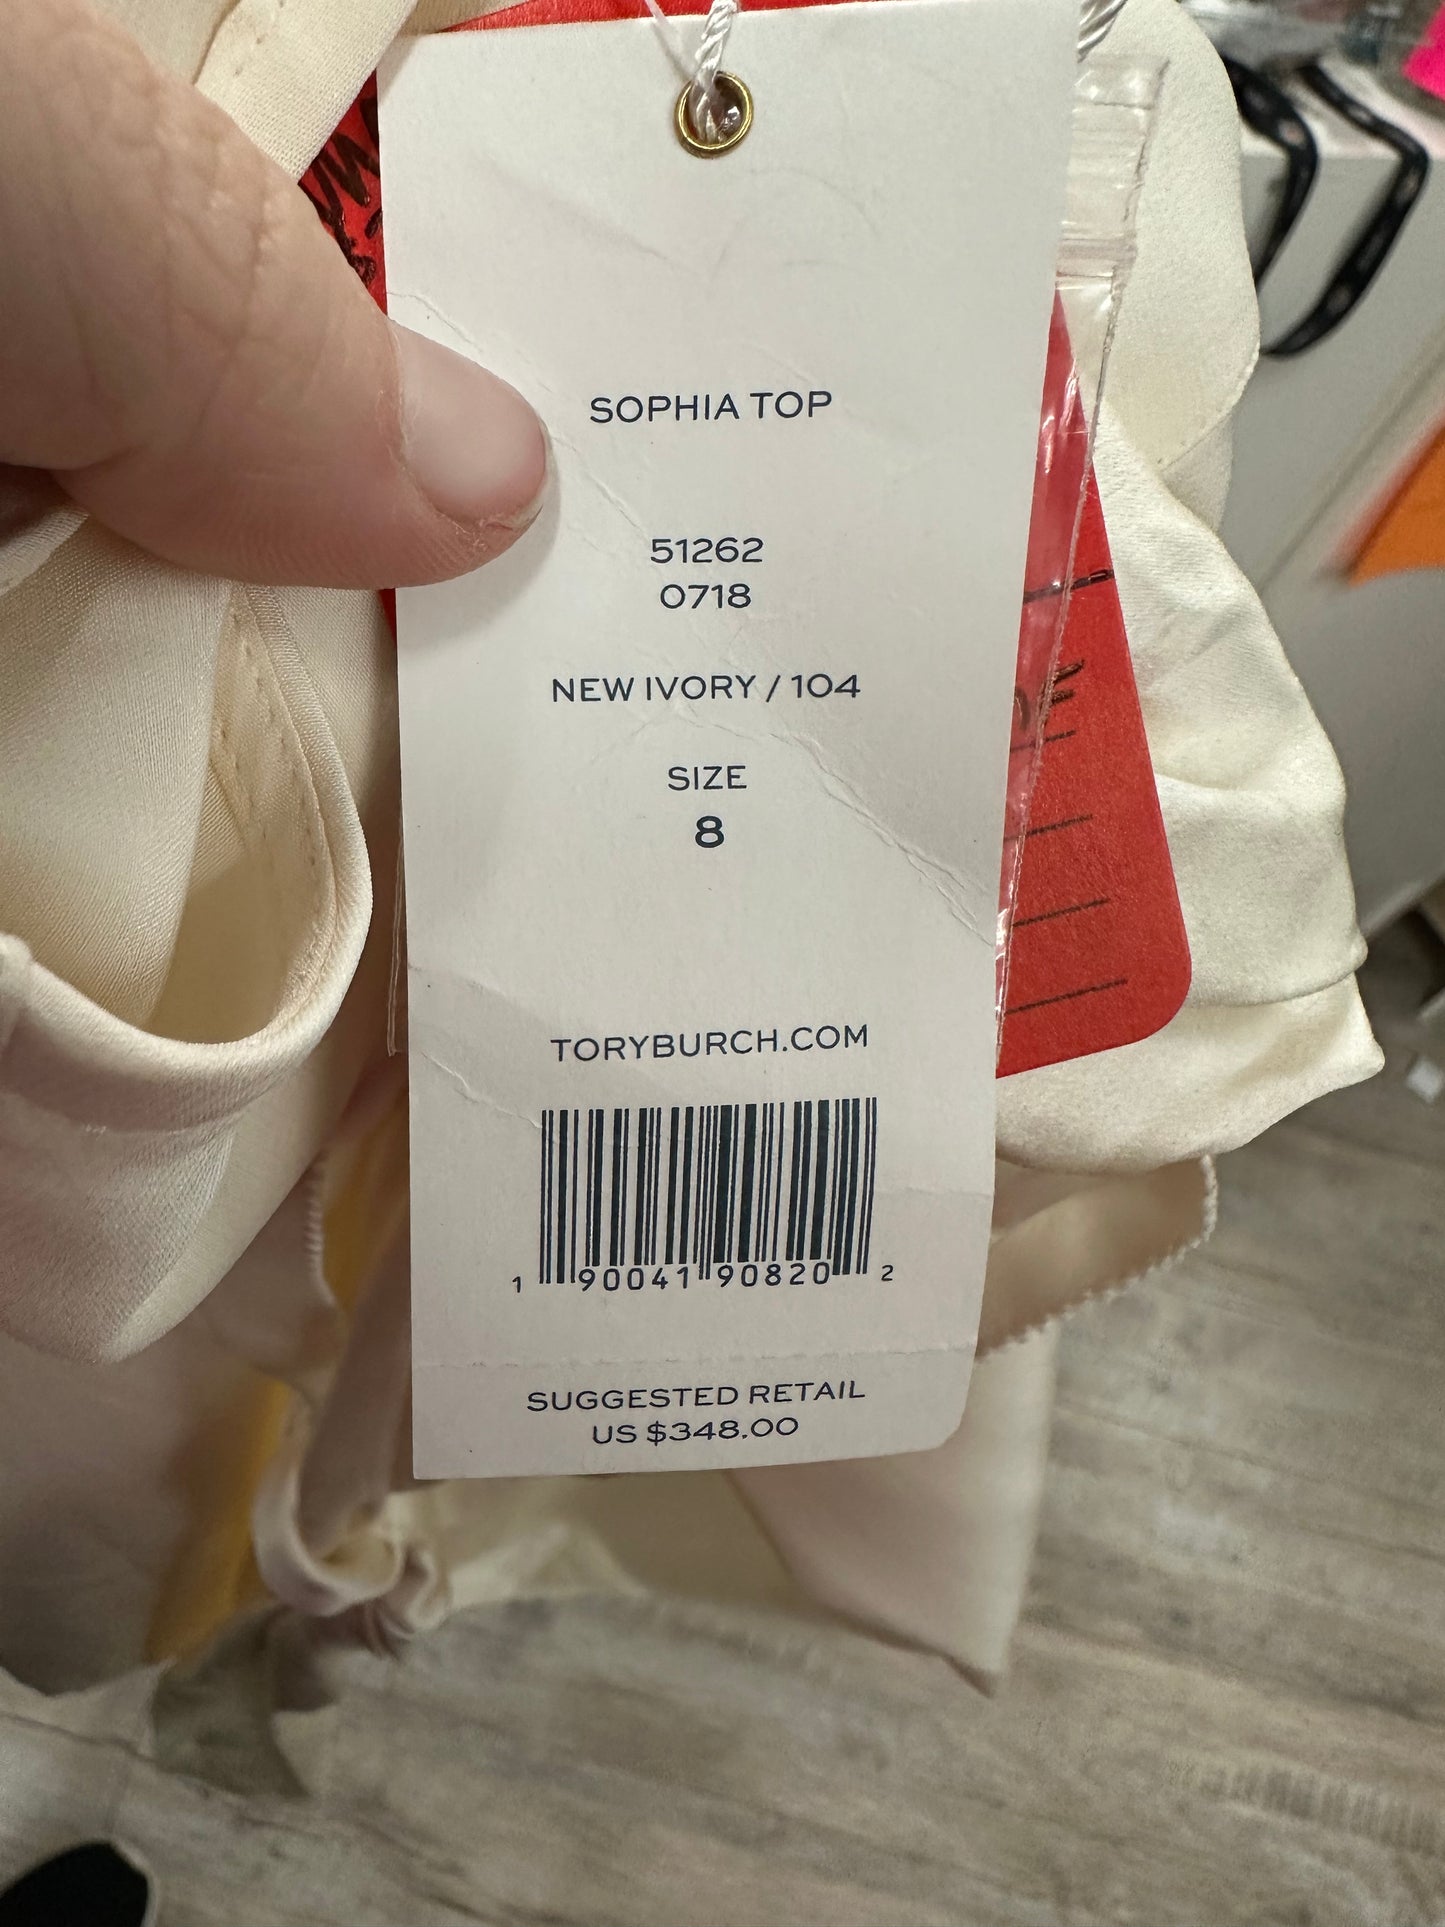 SOPHIA TOP
51262
0718
NEW IVORY / 104
SIZE
8
TORYBURCH.COM
1 90041 90820 2
SUGGESTED RETAIL
US $348.00